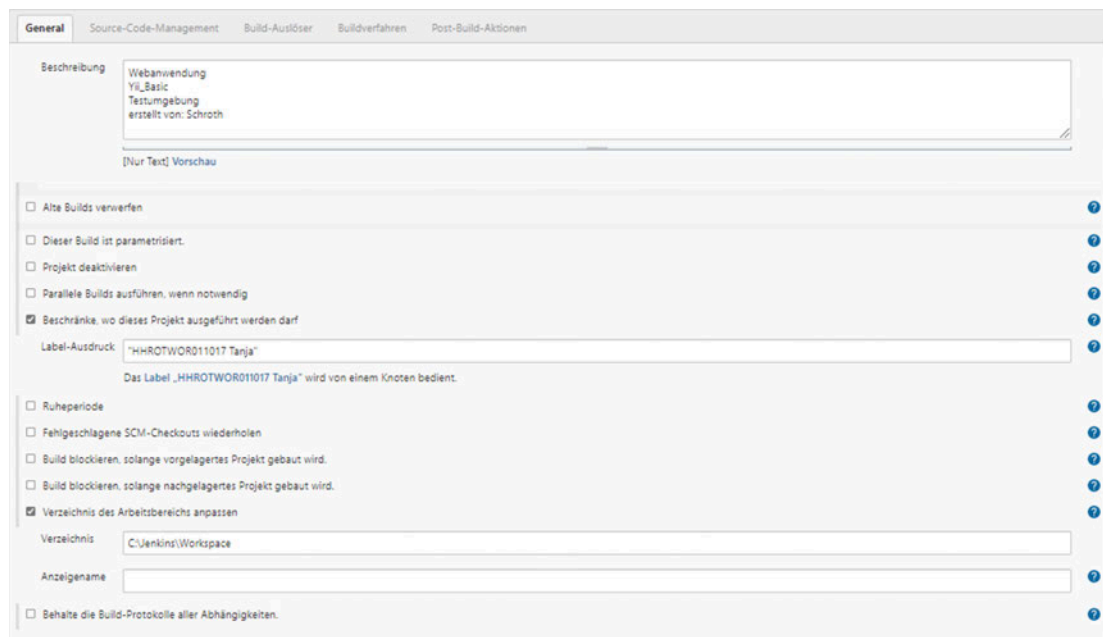 General Source-Code-Management Build-Auslöser Buildverfahren Post-Build-Aktionen
Beschreibung
Webanwendung
Yii_Basic
Testumgebung
erstellt von: Schroth
[Nur Text] Vorschau
Alte Builds verwerfen
Dieser Build ist parametrisiert.
Projekt deaktivieren
Parallele Builds ausführen, wenn notwendig
Beschränke, wo dieses Projekt ausgeführt werden darf
Label-Ausdruck "HHROTWOR011017 Tanja"
Das Label „HHROTWOR011017 Tanja" wird von einem Knoten bedient.
Ruheperiode
Fehlgeschlagene SCM-Checkouts wiederholen
Build blockieren, solange vorgelagertes Projekt gebaut wird.
Build blockieren, solange nachgelagertes Projekt gebaut wird.
Verzeichnis des Arbeitsbereichs anpassen
Verzeichnis C:\Jenkins\Workspace
Anzeigename
Behalte die Build-Protokolle aller Abhängigkeiten.